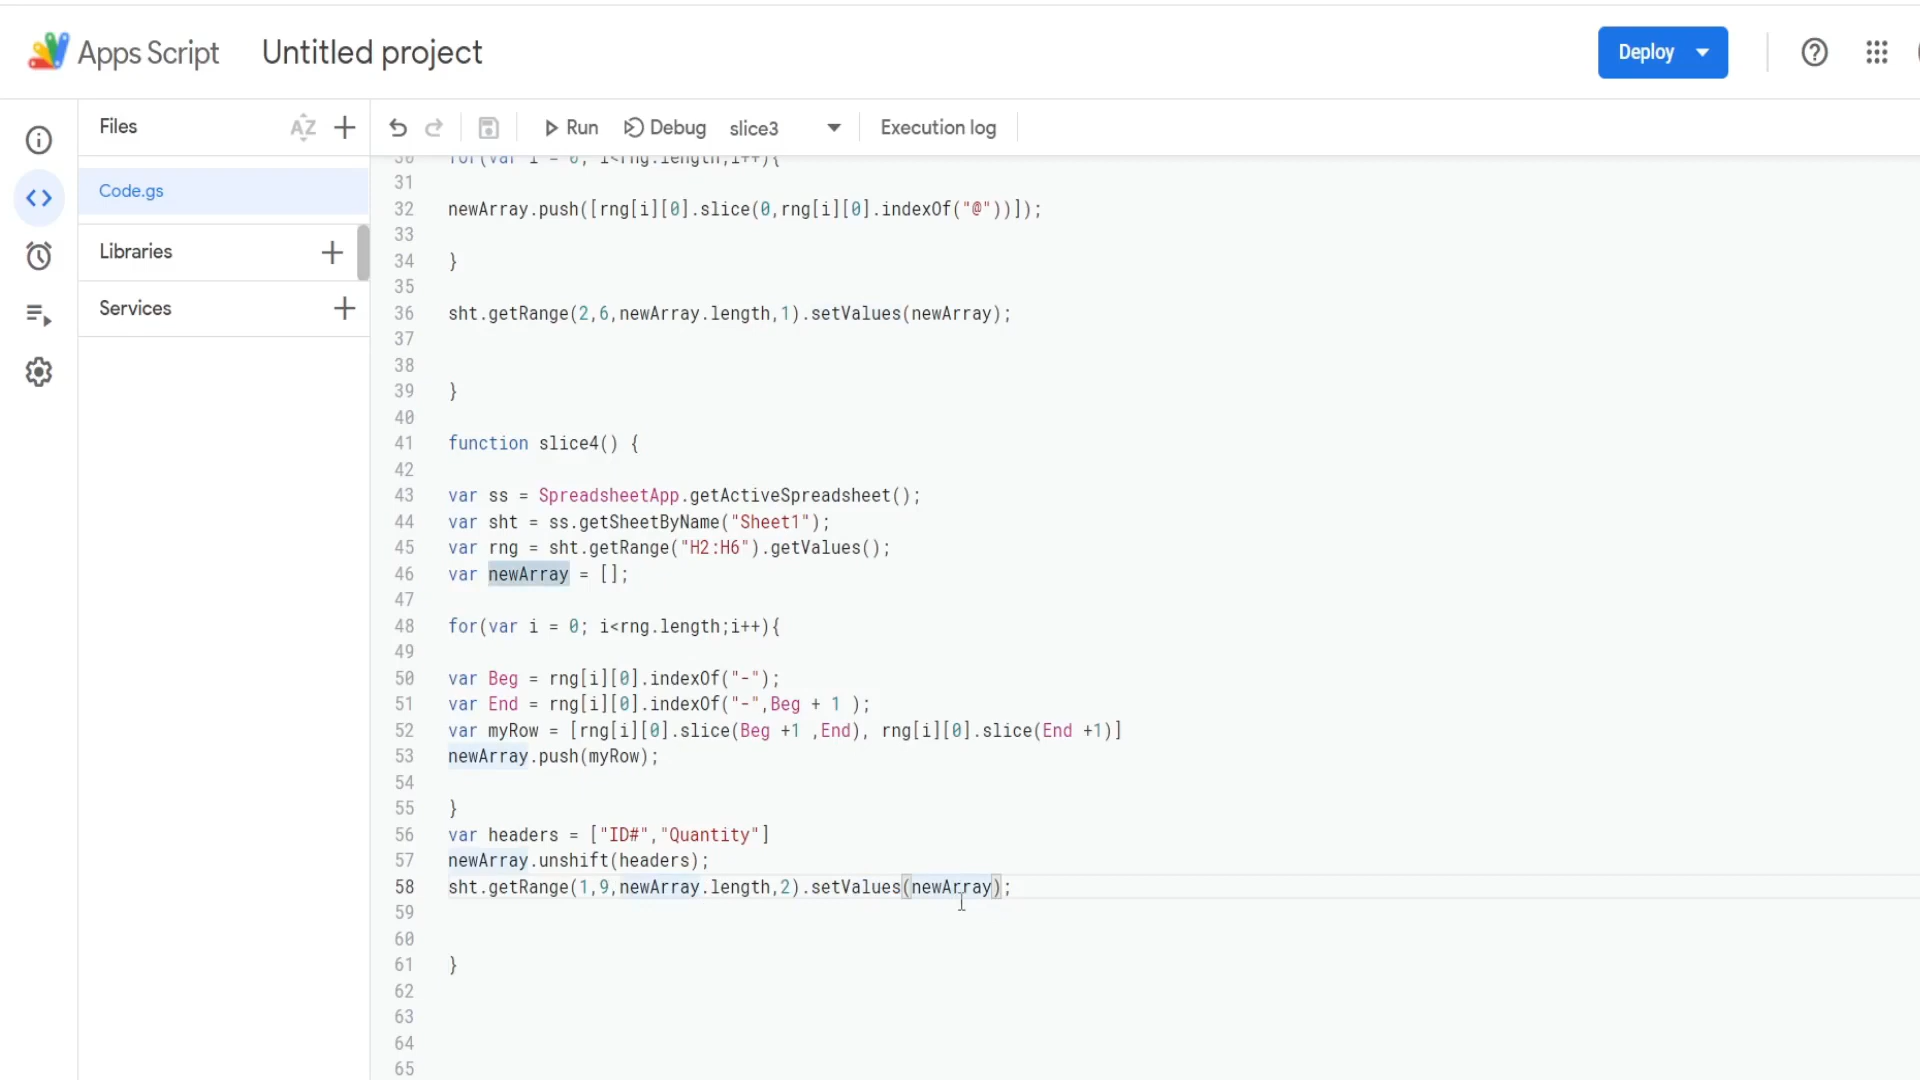 Apps Script Untitled project Deploy
Files AZ Run Debug slice3 Execution log
Code.gs
Libraries
Services
30 for(var i = 0; i<rng.length;i++){
31
32 newArray.push([rng[i][0].slice(0,rng[i][0].indexOf("@"))]);
33
34 }
35
36 sht.getRange(2,6,newArray.length,1).setValues(newArray);
37
38
39 }
40
41 function slice4() {
42
43 var ss = SpreadsheetApp.getActiveSpreadsheet();
44 var sht = ss.getSheetByName("Sheet1");
45 var rng = sht.getRange("H2:H6").getValues();
46 var newArray = [];
47
48 for(var i = 0; i<rng.length;i++){
49
50 var Beg = rng[i][0].indexOf("-");
51 var End = rng[i][0].indexOf("-",Beg + 1 );
52 var myRow = [rng[i][0].slice(Beg +1 ,End), rng[i][0].slice(End +1)]
53 newArray.push(myRow);
54
55 }
56 var headers = ["ID#","Quantity"]
57 newArray.unshift(headers);
58 sht.getRange(1,9,newArray.length,2).setValues(newArray);
59
60
61 }
62
63
64
65